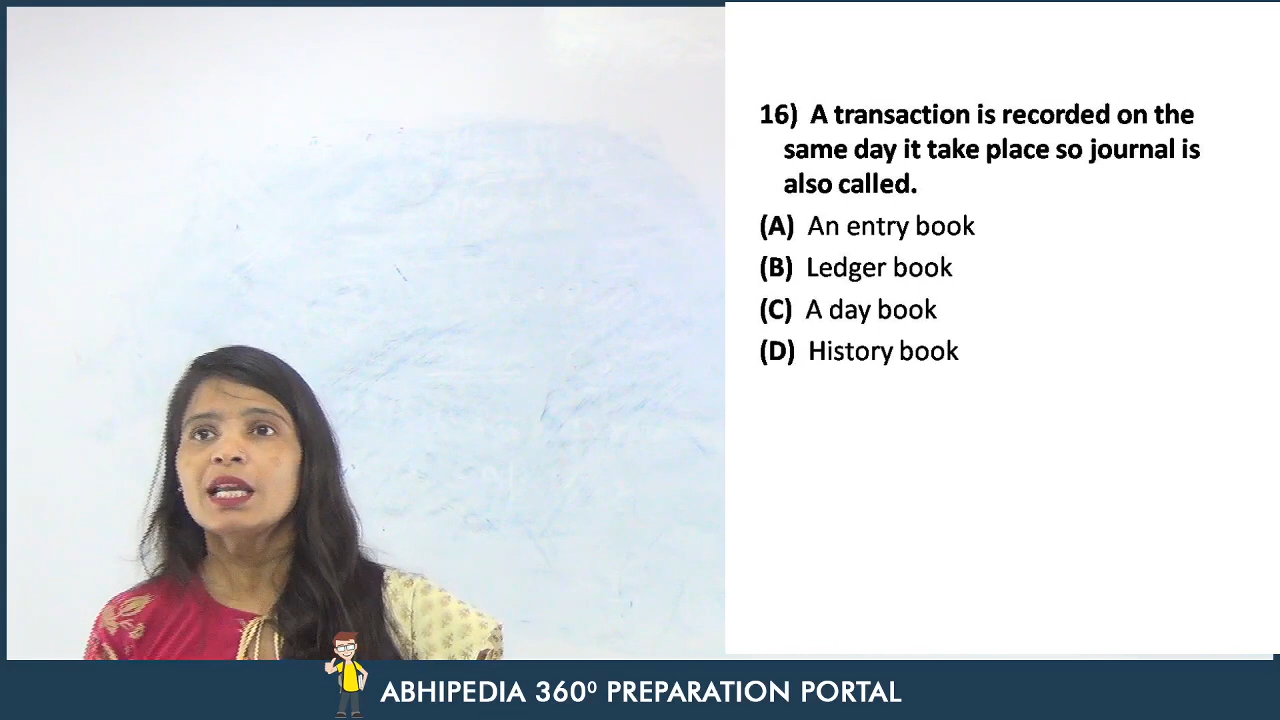 16) A transaction is recorded on the
same day it take place so journal is
also called.
(A) An entry book
(B) Ledger book
(C) A day book
(D) History book
ABHIPEDIA 360⁰ PREPARATION PORTAL